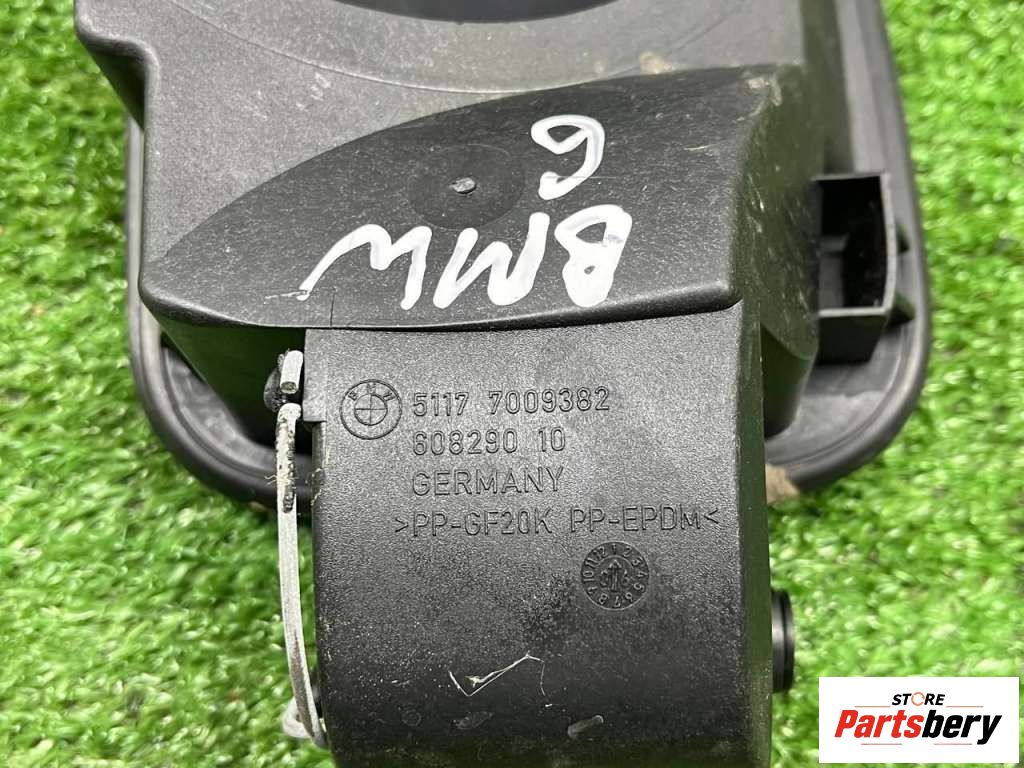 6
BMW
5117 7009382
608290 10
GERMANY
>PP-GF20K PP-EPDM<
STORE
Partsbery